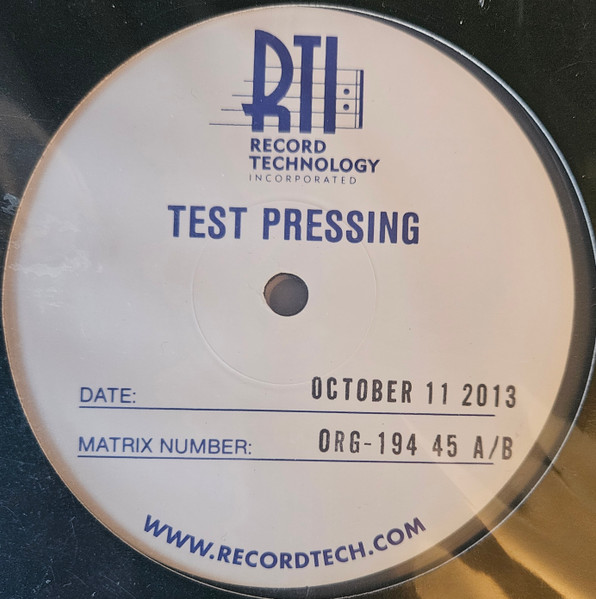 RTI
RECORD
TECHNOLOGY
INCORPORATED
TEST PRESSING
DATE: OCTOBER 11 2013
MATRIX NUMBER: ORG-194 45 A/B
WWW.RECORDTECH.COM